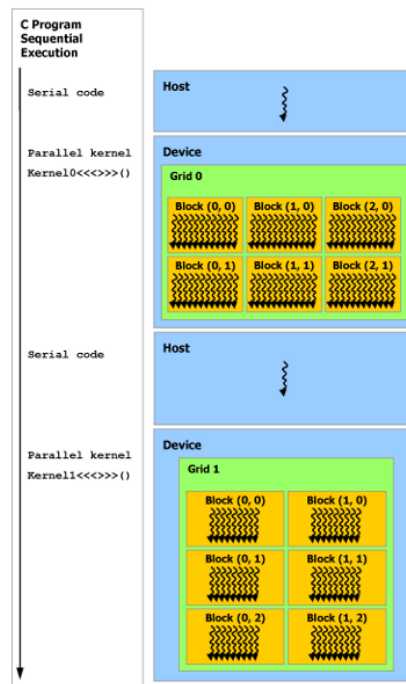 C Program
Sequential
Execution
Serial code
Host
Parallel kernel
Kernel0<<<>>>()
Device
Grid 0
Block (0, 0)
Block (1, 0)
Block (2, 0)
Block (0, 1)
Block (1, 1)
Block (2, 1)
Serial code
Host
Parallel kernel
Kernel1<<<>>>()
Device
Grid 1
Block (0, 0)
Block (1, 0)
Block (0, 1)
Block (1, 1)
Block (0, 2)
Block (1, 2)